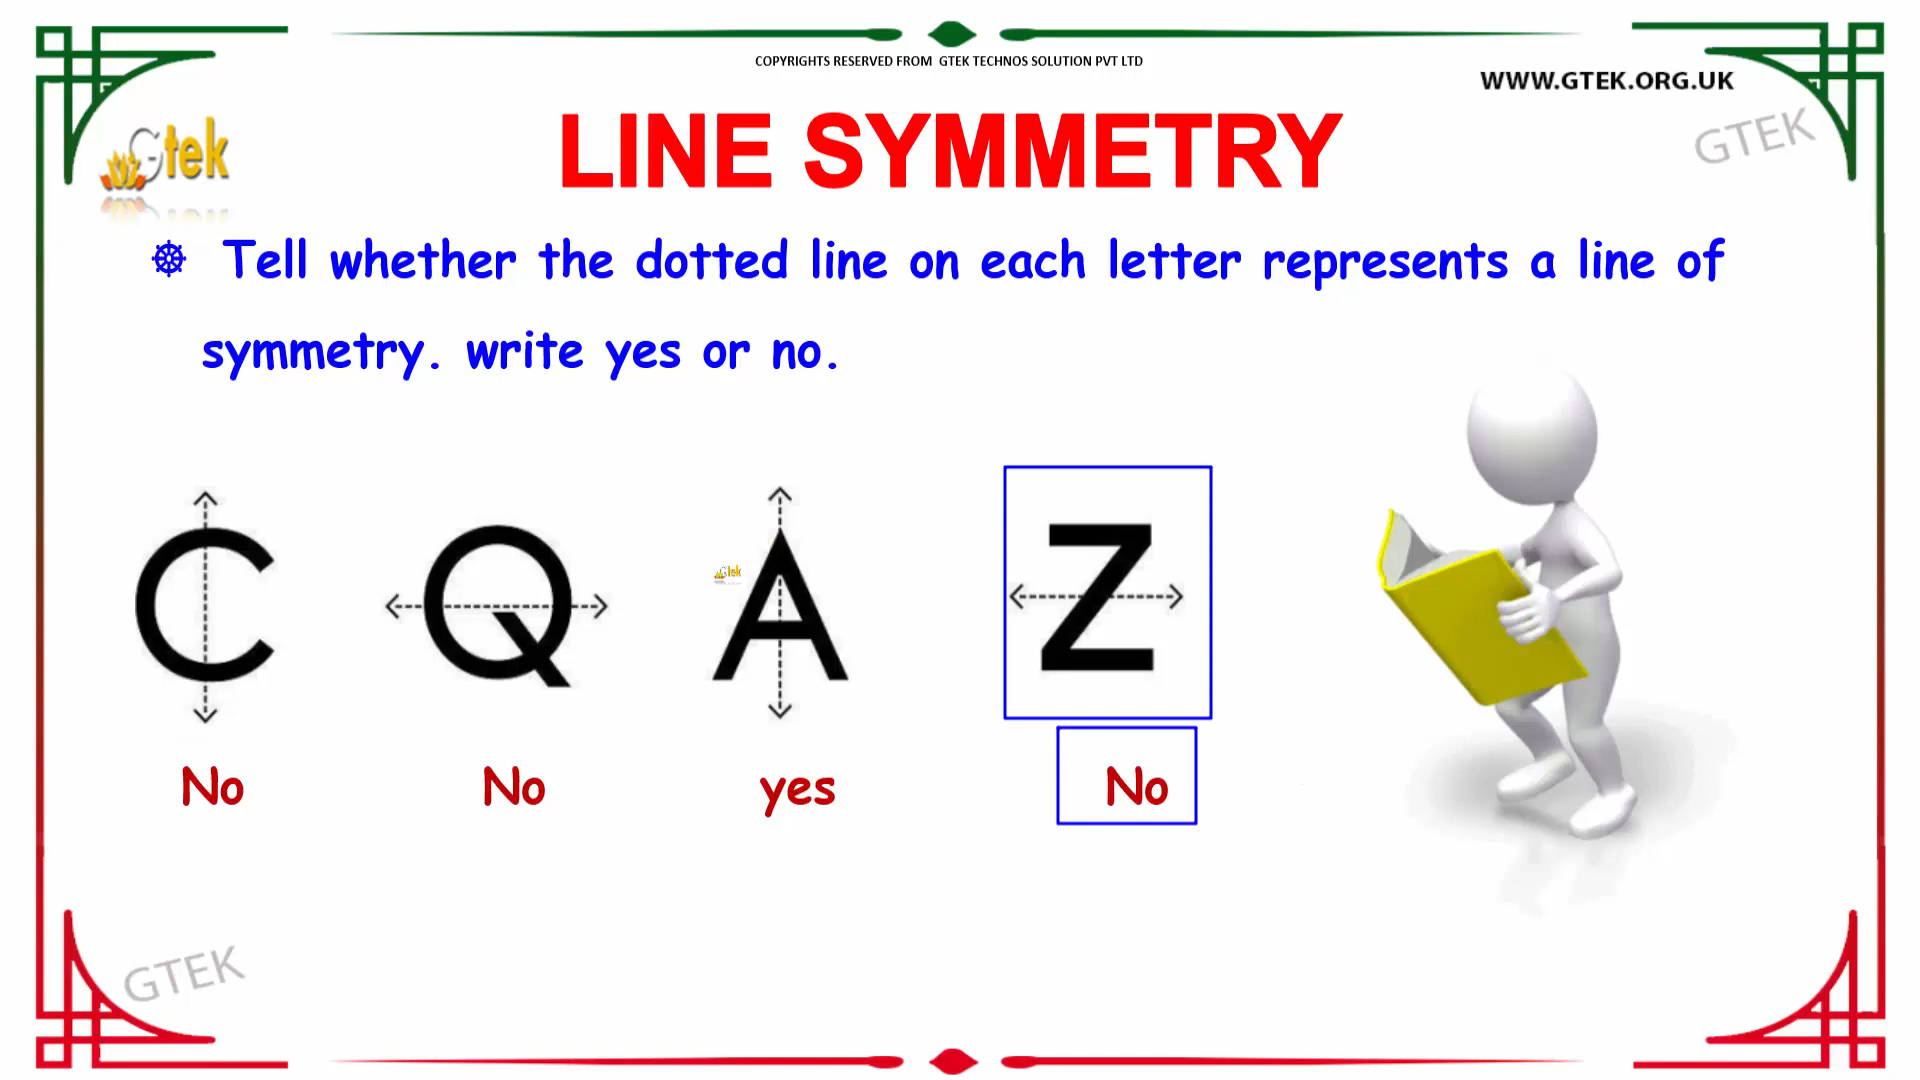 COPYRIGHTS RESERVED FROM GTEK TECHNOS SOLUTION PVT LTD
WWW.GTEK.ORG.UK
Gtek
GTEK
LINE SYMMETRY
Tell whether the dotted line on each letter represents a line of
symmetry. write yes or no.
C Q A Z
Gtek
No No yes No
GTEK